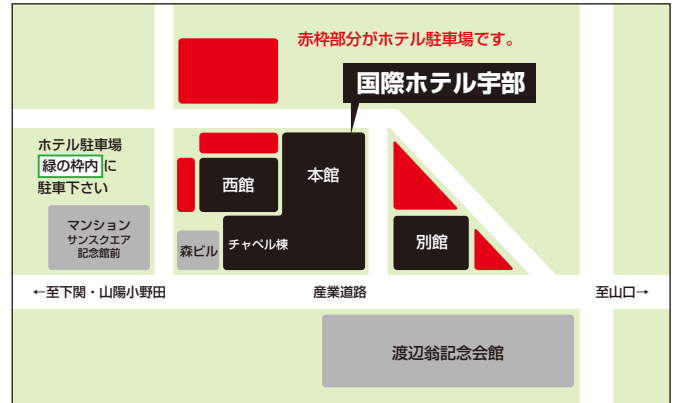 赤枠部分がホテル駐車場です。
国際ホテル宇部
ホテル駐車場
緑の枠内に
駐車下さい
西館
本館
マンション
サンスクエア
記念館前
森ビル
チャペル棟
別館
←至下関・山陽小野田
産業道路
至山口→
渡辺翁記念会館